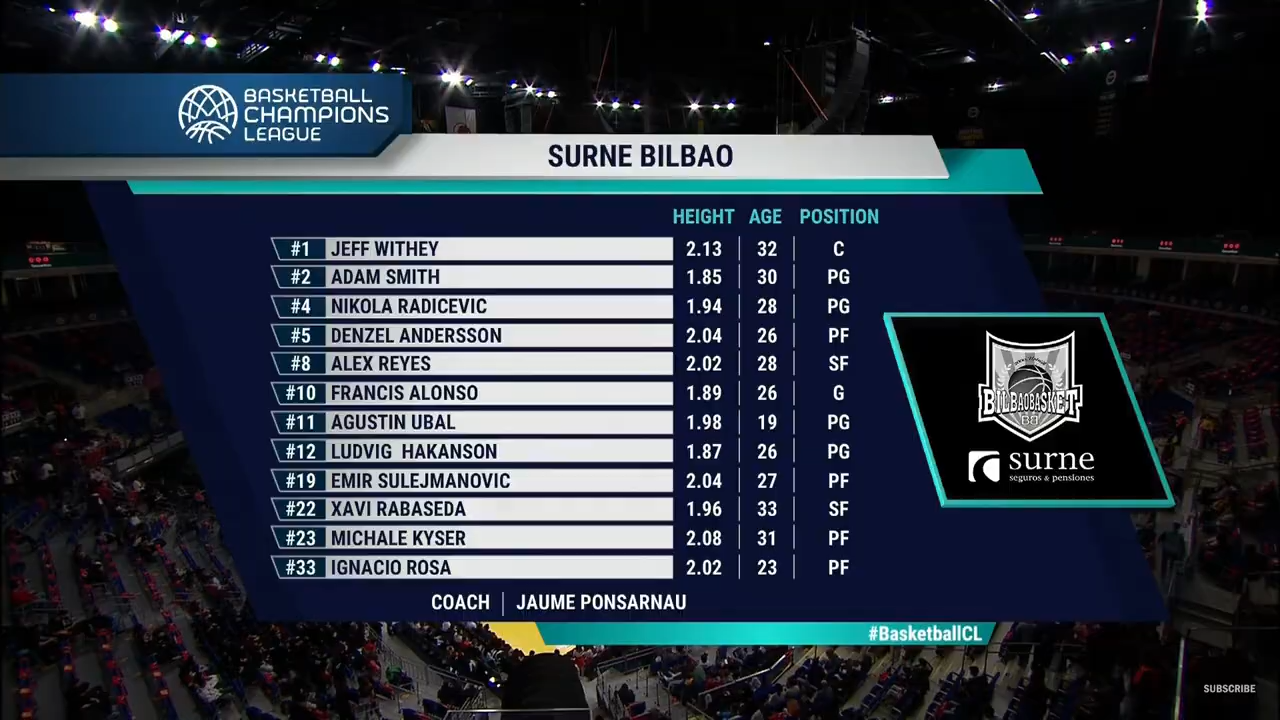 BASKETBALL
CHAMPIONS
LEAGUE
SURNE BILBAO
HEIGHT AGE POSITION
#1 JEFF WITHEY 2.13 32 C
#2 ADAM SMITH 1.85 30 PG
#4 NIKOLA RADICEVIC 1.94 28 PG
#5 DENZEL ANDERSSON 2.04 26 PF
#8 ALEX REYES 2.02 28 SF
#10 FRANCIS ALONSO 1.89 26 G
#11 AGUSTIN UBAL 1.98 19 PG
#12 LUDVIG HAKANSON 1.87 26 PG
#19 EMIR SULEJMANOVIC 2.04 27 PF
#22 XAVI RABASEDA 1.96 33 SF
#23 MICHALE KYSER 2.08 31 PF
#33 IGNACIO ROSA 2.02 23 PF
COACH JAUME PONSARNAU
BILBAOBASKET
BB
surne
seguros & pensiones
#BasketballCL
SUBSCRIBE